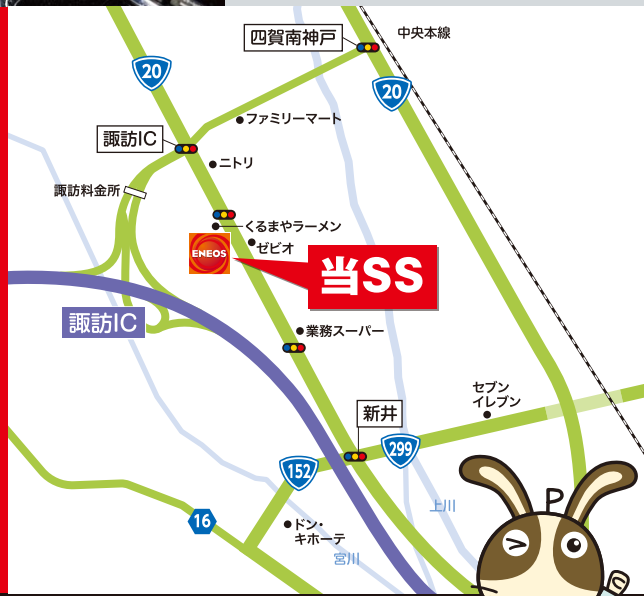 四賀南神戸
中央本線
20
20
ファミリーマート
諏訪IC
ニトリ
諏訪料金所
くるまやラーメン
ゼビオ
ENEOS
当SS
諏訪IC
業務スーパー
セブン
イレブン
新井
299
152
16
ドン・
キホーテ
上川
宮川
P